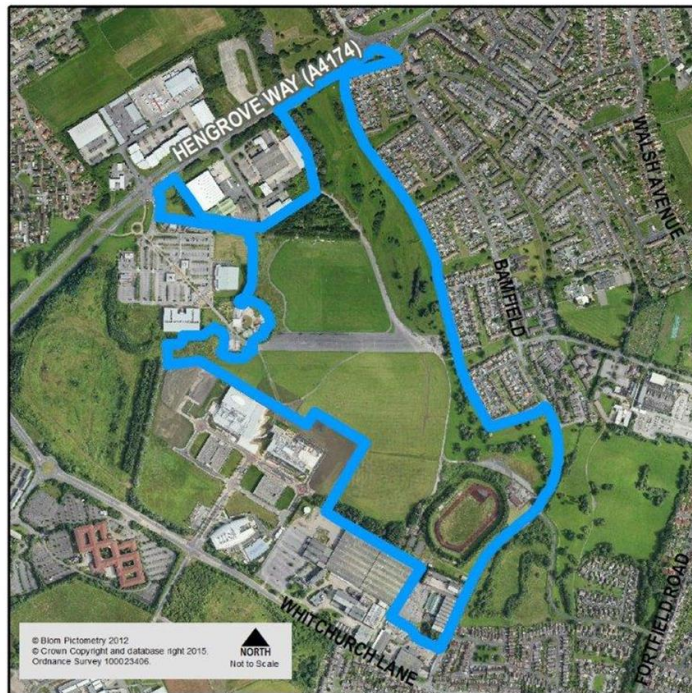 HENGROVE WAY (A4174)
WALSH AVENUE
BAMFIELD
FORTFIELD ROAD
WHITCHURCH LANE
© Blom Pictometry 2012
© Crown Copyright and database right 2015.
Ordnance Survey 100023406.
NORTH
Not to Scale